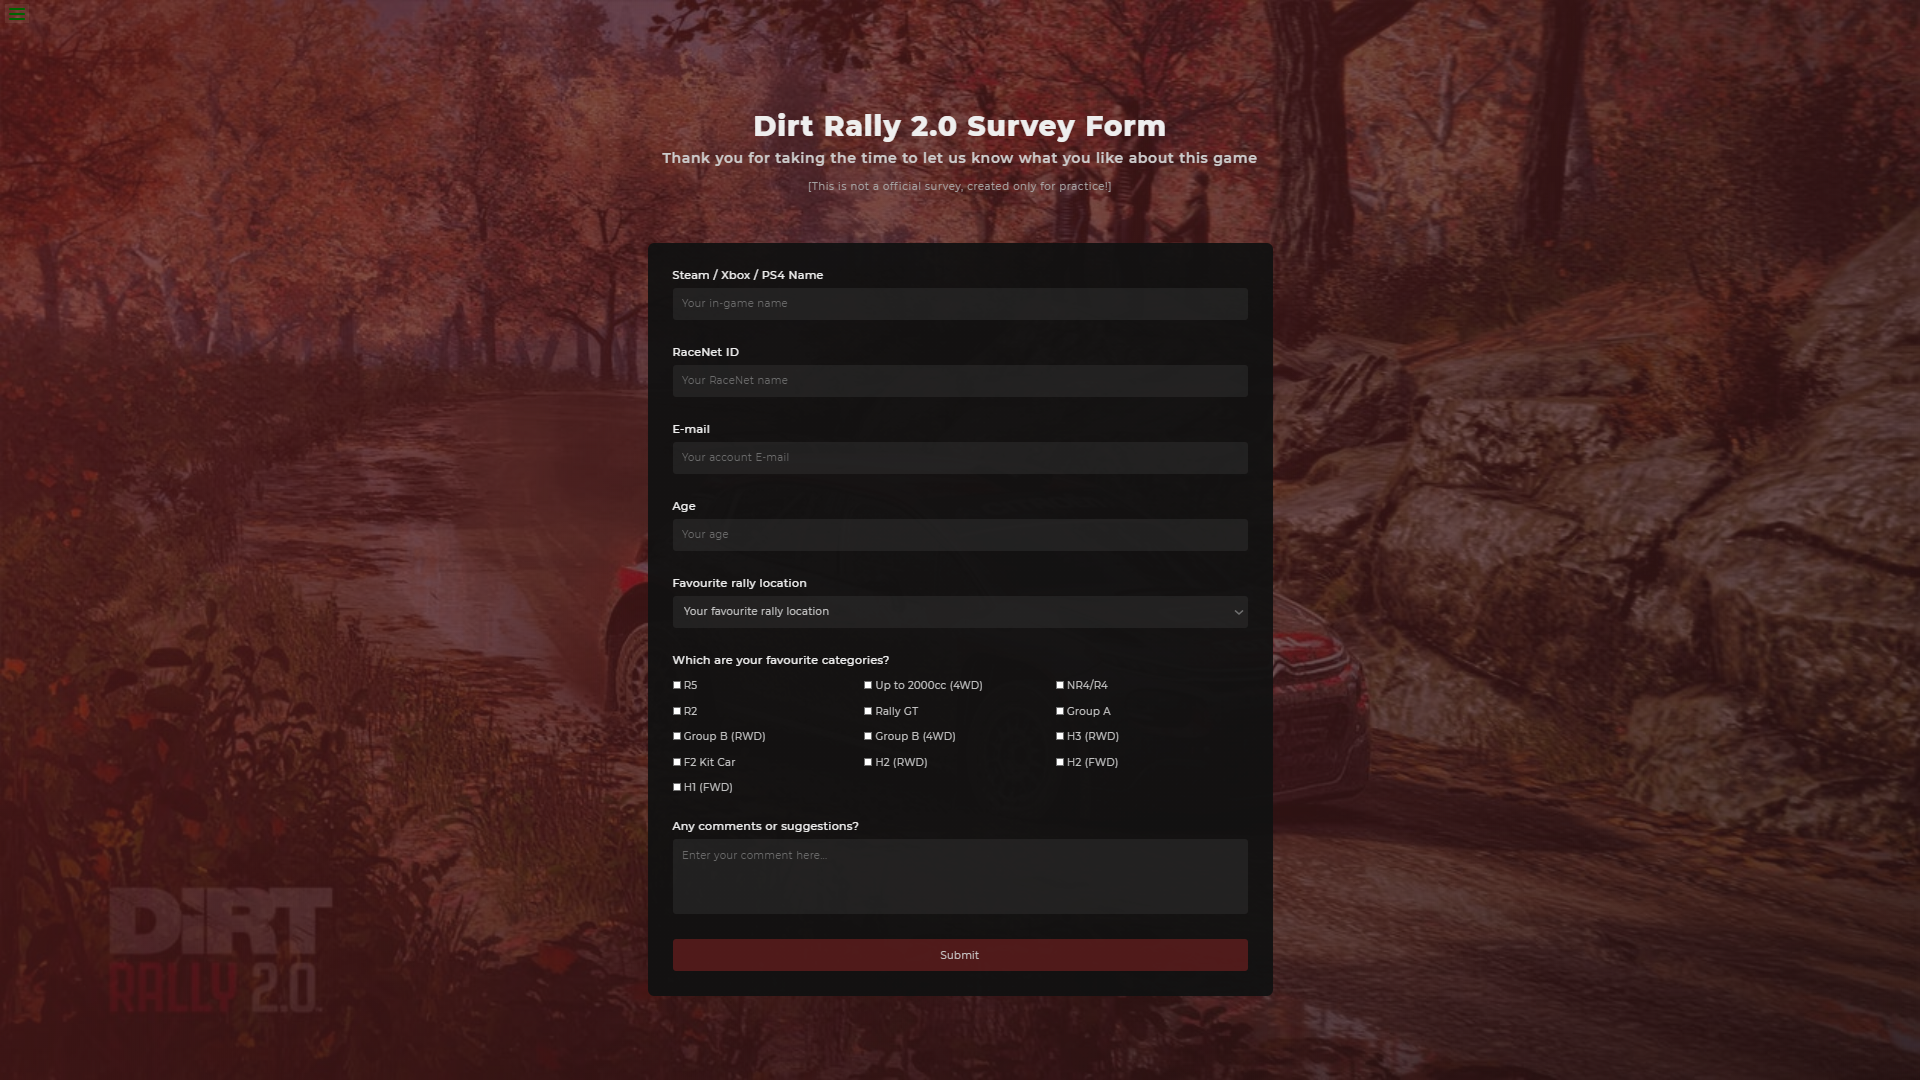 Dirt Rally 2.0 Survey Form
Thank you for taking the time to let us know what you like about this game
[This is not a official survey, created only for practice!]
Steam / Xbox / PS4 Name
Your in-game name
RaceNet ID
Your RaceNet name
E-mail
Your account E-mail
Age
Your age
Favourite rally location
Your favourite rally location
Which are your favourite categories?
R5 Up to 2000cc (4WD) NR4/R4
R2 Rally GT Group A
Group B (RWD) Group B (4WD) H3 (RWD)
F2 Kit Car H2 (RWD) H2 (FWD)
H1 (FWD)
Any comments or suggestions?
Enter your comment here...
Submit
DiRT
RALLY 2.0